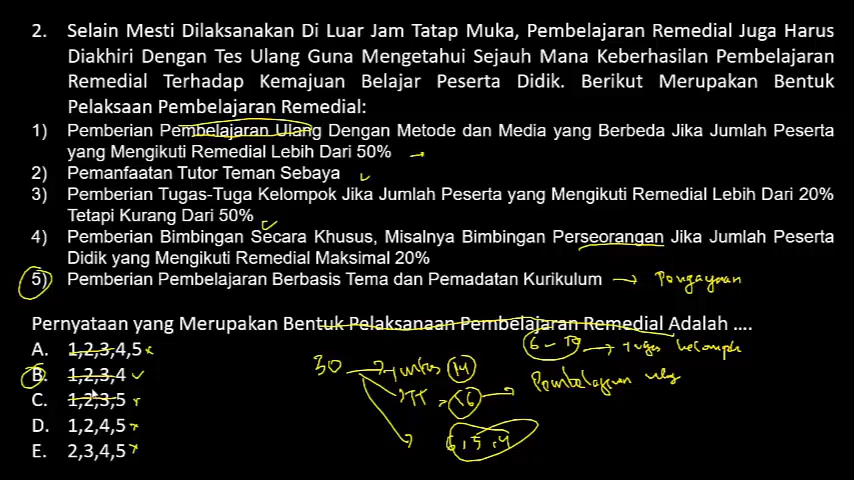 2. Selain Mesti Dilaksanakan Di Luar Jam Tatap Muka, Pembelajaran Remedial Juga Harus
Diakhiri Dengan Tes Ulang Guna Mengetahui Sejauh Mana Keberhasilan Pembelajaran
Remedial Terhadap Kemajuan Belajar Peserta Didik. Berikut Merupakan Bentuk
Pelaksaan Pembelajaran Remedial:
1) Pemberian Pembelajaran Ulang Dengan Metode dan Media yang Berbeda Jika Jumlah Peserta
yang Mengikuti Remedial Lebih Dari 50%
2) Pemanfaatan Tutor Teman Sebaya
3) Pemberian Tugas-Tuga Kelompok Jika Jumlah Peserta yang Mengikuti Remedial Lebih Dari 20%
Tetapi Kurang Dari 50%
4) Pemberian Bimbingan Secara Khusus, Misalnya Bimbingan Perseorangan Jika Jumlah Peserta
Didik yang Mengikuti Remedial Maksimal 20%
5) Pemberian Pembelajaran Berbasis Tema dan Pemadatan Kurikulum → Pengayaan
Pernyataan yang Merupakan Bentuk Pelaksanaan Pembelajaran Remedial Adalah ....
A. 1,2,3,4,5
B. 1,2,3,4
C. 1,2,3,5
D. 1,2,4,5
E. 2,3,4,5
→ Tugas kelompok
30 → Tuntas 14
TT = 16 → Pembelajaran ulang
6,5,4